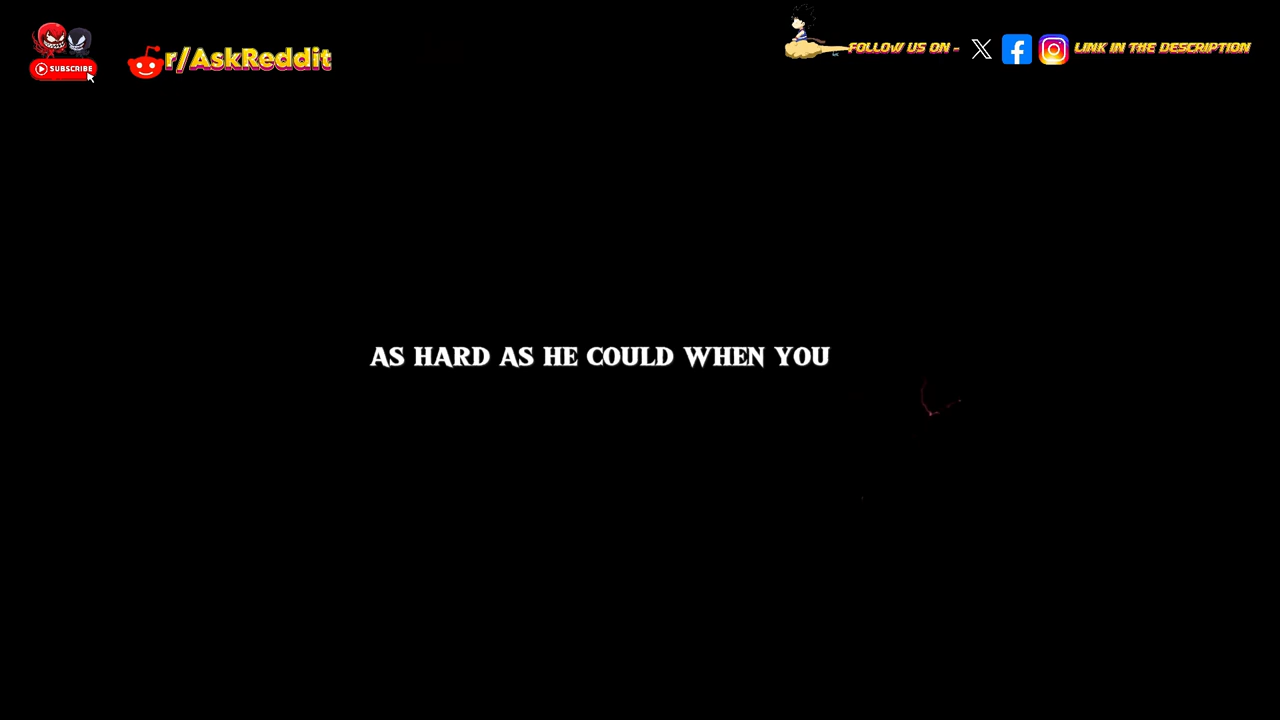 SUBSCRIBE
r/AskReddit
FOLLOW US ON -
LINK IN THE DESCRIPTION
AS HARD AS HE COULD WHEN YOU